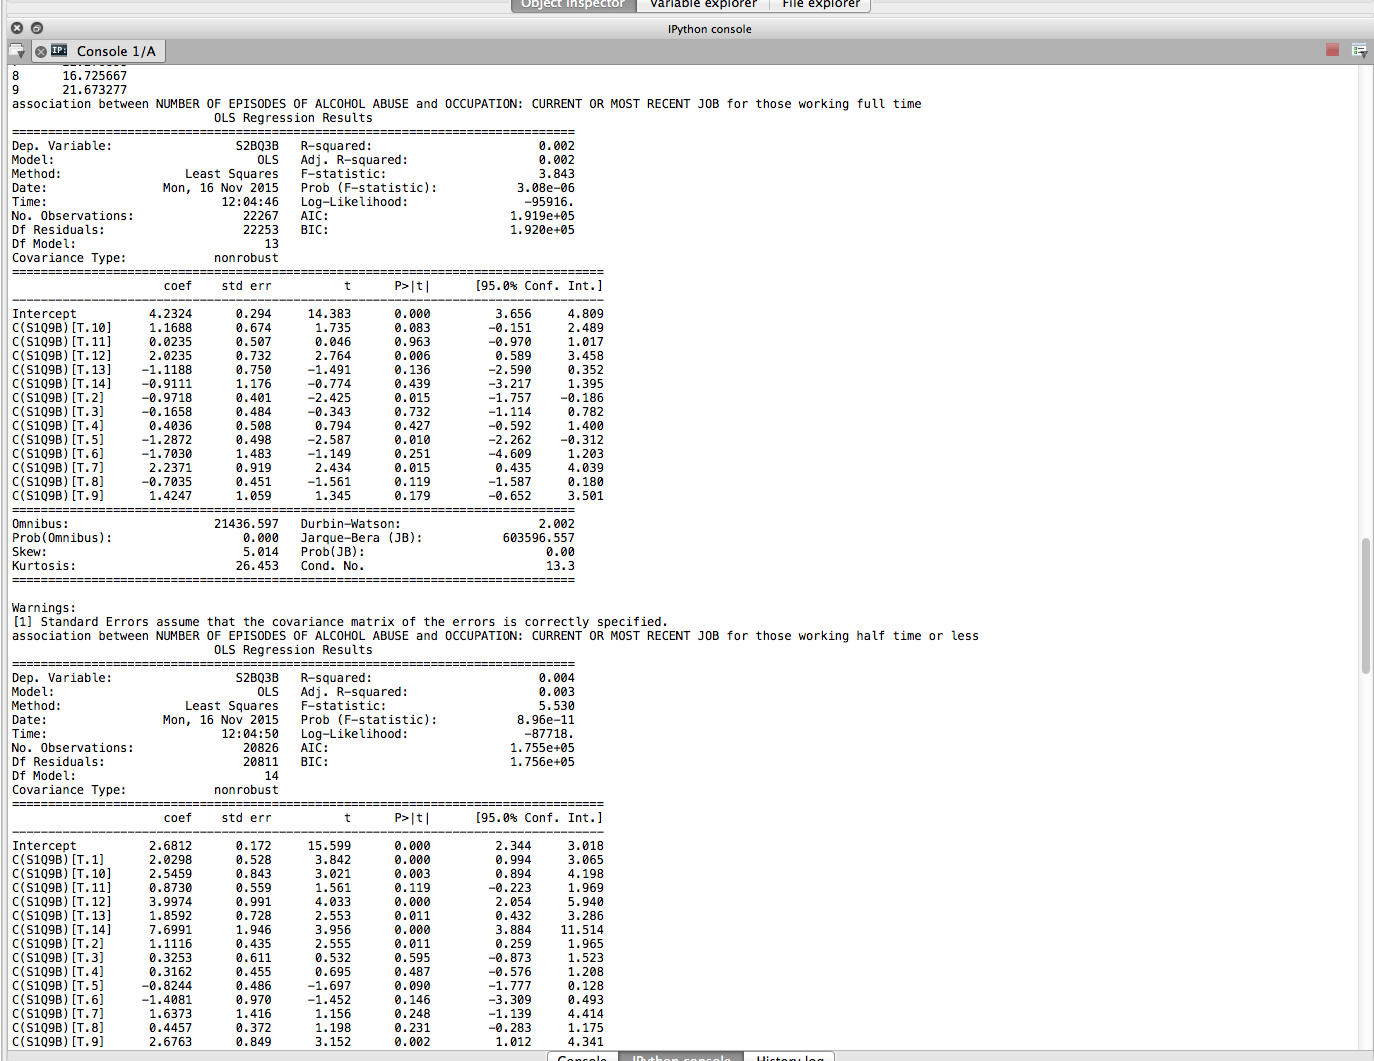 Object Inspector Variable explorer File explorer
IPython console
IP: Console 1/A
8 16.725667
9 21.673277
association between NUMBER OF EPISODES OF ALCOHOL ABUSE and OCCUPATION: CURRENT OR MOST RECENT JOB for those working full time
OLS Regression Results
==============================================================================
Dep. Variable: S2BQ3B R-squared: 0.002
Model: OLS Adj. R-squared: 0.002
Method: Least Squares F-statistic: 3.843
Date: Mon, 16 Nov 2015 Prob (F-statistic): 3.08e-06
Time: 12:04:46 Log-Likelihood: -95916.
No. Observations: 22267 AIC: 1.919e+05
Df Residuals: 22253 BIC: 1.920e+05
Df Model: 13
Covariance Type: nonrobust
==================================================================================
coef std err t P>|t| [95.0% Conf. Int.]
----------------------------------------------------------------------------------
Intercept 4.2324 0.294 14.383 0.000 3.656 4.809
C(S1Q9B)[T.10] 1.1688 0.674 1.735 0.083 -0.151 2.489
C(S1Q9B)[T.11] 0.0235 0.507 0.046 0.963 -0.970 1.017
C(S1Q9B)[T.12] 2.0235 0.732 2.764 0.006 0.589 3.458
C(S1Q9B)[T.13] -1.1188 0.750 -1.491 0.136 -2.590 0.352
C(S1Q9B)[T.14] -0.9111 1.176 -0.774 0.439 -3.217 1.395
C(S1Q9B)[T.2] -0.9718 0.401 -2.425 0.015 -1.757 -0.186
C(S1Q9B)[T.3] -0.1658 0.484 -0.343 0.732 -1.114 0.782
C(S1Q9B)[T.4] 0.4036 0.508 0.794 0.427 -0.592 1.400
C(S1Q9B)[T.5] -1.2872 0.498 -2.587 0.010 -2.262 -0.312
C(S1Q9B)[T.6] -1.7030 1.483 -1.149 0.251 -4.609 1.203
C(S1Q9B)[T.7] 2.2371 0.919 2.434 0.015 0.435 4.039
C(S1Q9B)[T.8] -0.7035 0.451 -1.561 0.119 -1.587 0.180
C(S1Q9B)[T.9] 1.4247 1.059 1.345 0.179 -0.652 3.501
==============================================================================
Omnibus: 21436.597 Durbin-Watson: 2.002
Prob(Omnibus): 0.000 Jarque-Bera (JB): 603596.557
Skew: 5.014 Prob(JB): 0.00
Kurtosis: 26.453 Cond. No. 13.3
==============================================================================
Warnings:
[1] Standard Errors assume that the covariance matrix of the errors is correctly specified.
association between NUMBER OF EPISODES OF ALCOHOL ABUSE and OCCUPATION: CURRENT OR MOST RECENT JOB for those working half time or less
OLS Regression Results
==============================================================================
Dep. Variable: S2BQ3B R-squared: 0.004
Model: OLS Adj. R-squared: 0.003
Method: Least Squares F-statistic: 5.530
Date: Mon, 16 Nov 2015 Prob (F-statistic): 8.96e-11
Time: 12:04:50 Log-Likelihood: -87718.
No. Observations: 20826 AIC: 1.755e+05
Df Residuals: 20811 BIC: 1.756e+05
Df Model: 14
Covariance Type: nonrobust
==================================================================================
coef std err t P>|t| [95.0% Conf. Int.]
----------------------------------------------------------------------------------
Intercept 2.6812 0.172 15.599 0.000 2.344 3.018
C(S1Q9B)[T.1] 2.0298 0.528 3.842 0.000 0.994 3.065
C(S1Q9B)[T.10] 2.5459 0.843 3.021 0.003 0.894 4.198
C(S1Q9B)[T.11] 0.8730 0.559 1.561 0.119 -0.223 1.969
C(S1Q9B)[T.12] 3.9974 0.991 4.033 0.000 2.054 5.940
C(S1Q9B)[T.13] 1.8592 0.728 2.553 0.011 0.432 3.286
C(S1Q9B)[T.14] 7.6991 1.946 3.956 0.000 3.884 11.514
C(S1Q9B)[T.2] 1.1116 0.435 2.555 0.011 0.259 1.965
C(S1Q9B)[T.3] 0.3253 0.611 0.532 0.595 -0.873 1.523
C(S1Q9B)[T.4] 0.3162 0.455 0.695 0.487 -0.576 1.208
C(S1Q9B)[T.5] -0.8244 0.486 -1.697 0.090 -1.777 0.128
C(S1Q9B)[T.6] -1.4081 0.970 -1.452 0.146 -3.309 0.493
C(S1Q9B)[T.7] 1.6373 1.416 1.156 0.248 -1.139 4.414
C(S1Q9B)[T.8] 0.4457 0.372 1.198 0.231 -0.283 1.175
C(S1Q9B)[T.9] 2.6763 0.849 3.152 0.002 1.012 4.341
Console IPython console History log